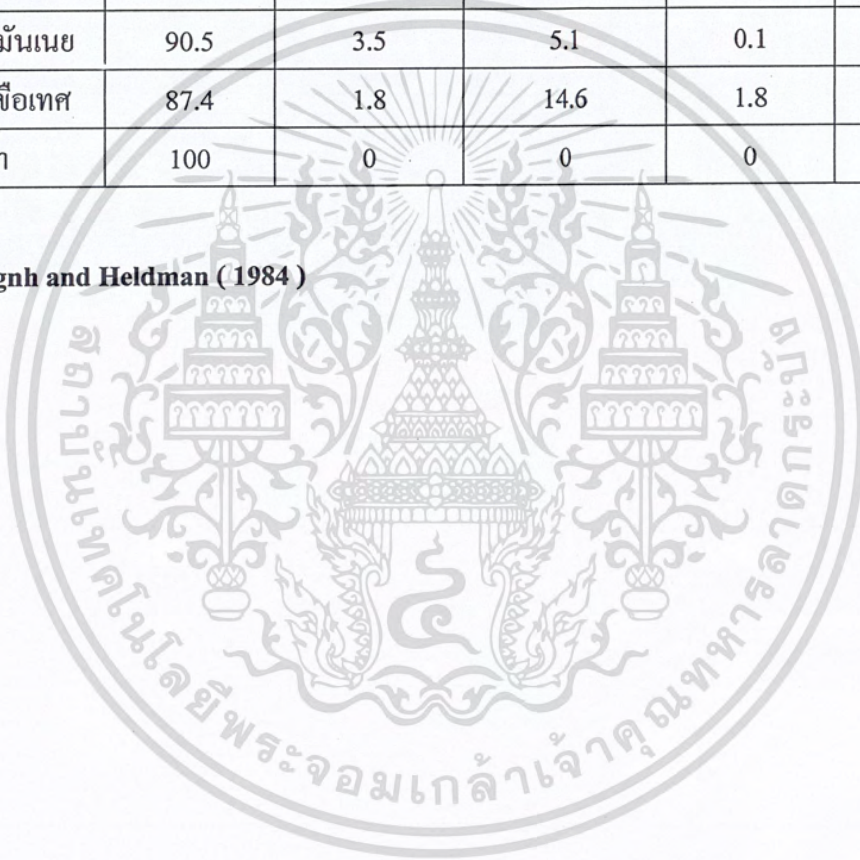 มันเนย 90.5 3.5 5.1 0.1
ขือเทศ 87.4 1.8 14.6 1.8
100 0 0 0
gnh and Heldman ( 1984 )
สถาบันเทคโนโลยีพระจอมเกล้าเจ้าคุณทหารลาดกระบัง